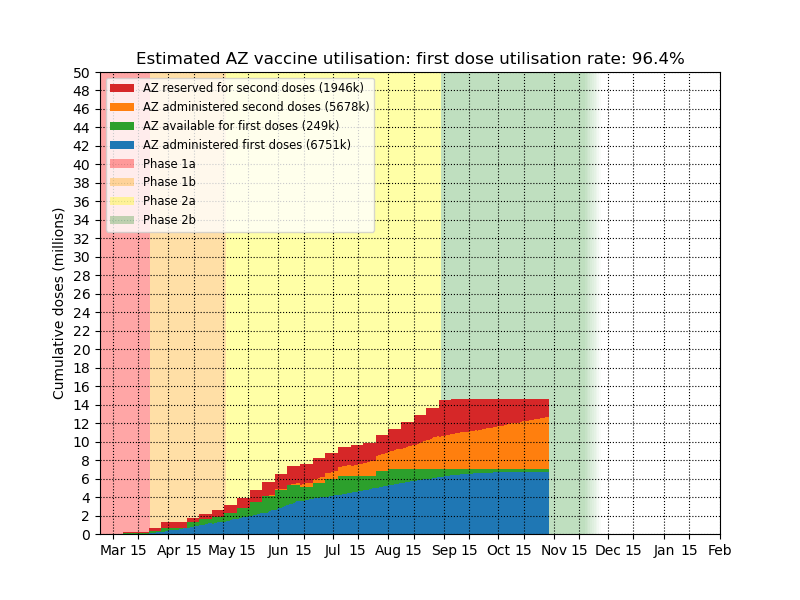 Estimated AZ vaccine utilisation: first dose utilisation rate: 96.4%
AZ reserved for second doses (1946k)
AZ administered second doses (5678k)
AZ available for first doses (249k)
AZ administered first doses (6751k)
Phase 1a
Phase 1b
Phase 2a
Phase 2b
Cumulative doses (millions)
50
48
46
44
42
40
38
36
34
32
30
28
26
24
22
20
18
16
14
12
10
8
6
4
2
0
Mar 15 Apr 15 May 15 Jun 15 Jul 15 Aug 15 Sep 15 Oct 15 Nov 15 Dec 15 Jan 15 Feb